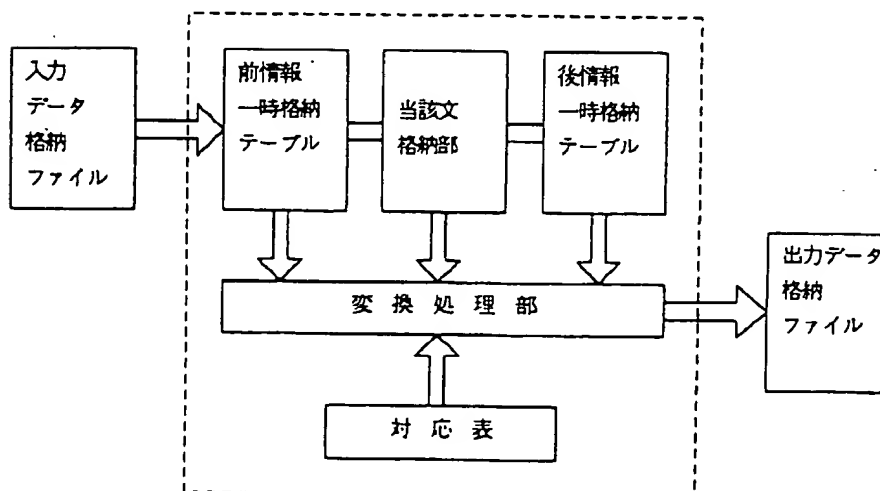 入力
データ
格納
ファイル
前情報
一時格納
テーブル
当該文
格納部
後情報
一時格納
テーブル
変換処理部
対応表
出力データ
格納
ファイル